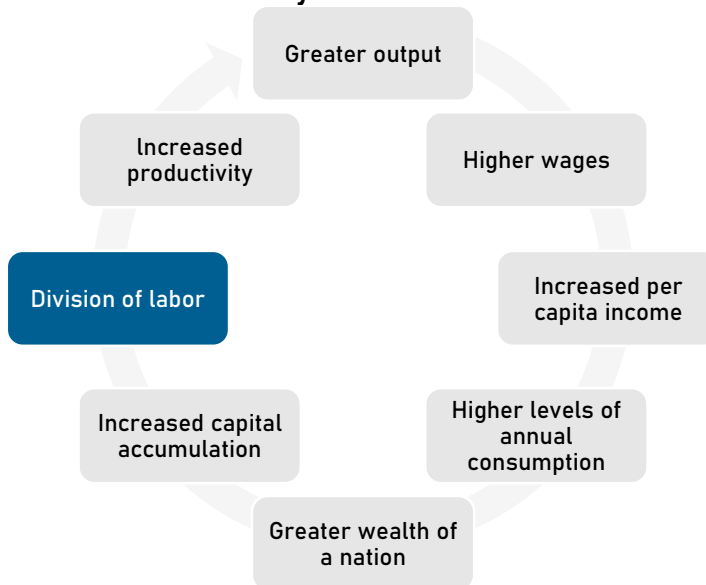 Greater output
Higher wages
Increased per
capita income
Higher levels of
annual
consumption
Greater wealth of
a nation
Increased capital
accumulation
Division of labor
Increased
productivity